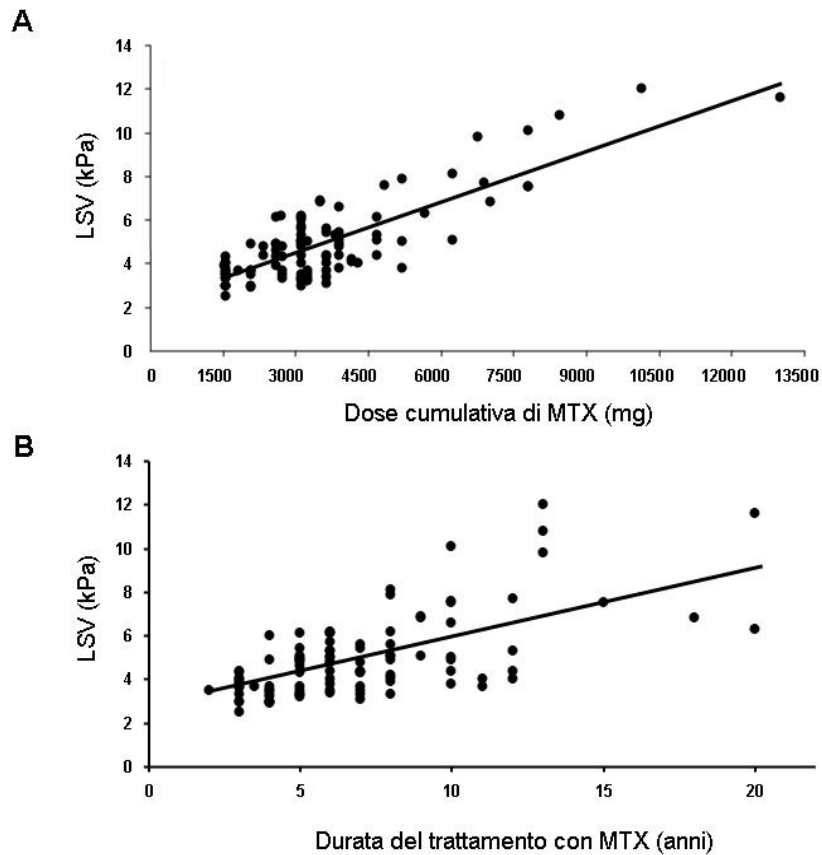 A
14
12
10
8
6
4
2
0
LSV (kPa)
0 1500 3000 4500 6000 7500 9000 10500 12000 13500
Dose cumulativa di MTX (mg)
B
14
12
10
8
6
4
2
0
LSV (kPa)
0 5 10 15 20
Durata del trattamento con MTX (anni)